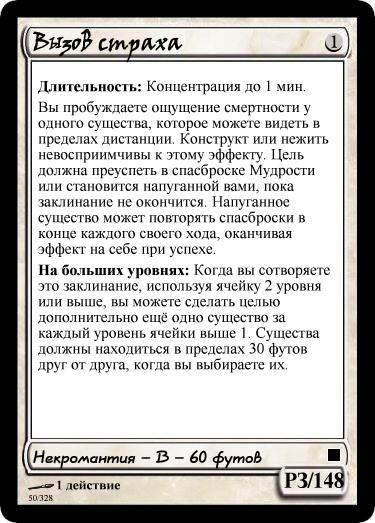 Вызов страха 1
Длительность: Концентрация до 1 мин.
Вы пробуждаете ощущение смертности у
одного существа, которое можете видеть в
пределах дистанции. Конструкт или нежить
невосприимчивы к этому эффекту. Цель
должна преуспеть в спасброске Мудрости
или становится напуганной вами, пока
заклинание не окончится. Напуганное
существо может повторять спасброски в
конце каждого своего хода, оканчивая
эффект на себе при успехе.
На больших уровнях: Когда вы сотворяете
это заклинание, используя ячейку 2 уровня
или выше, вы можете сделать целью
дополнительно ещё одно существо за
каждый уровень ячейки выше 1. Существа
должны находиться в пределах 30 футов
друг от друга, когда вы выбираете их.
Некромантия – В – 60 футов
1 действие
P3/148
50/328